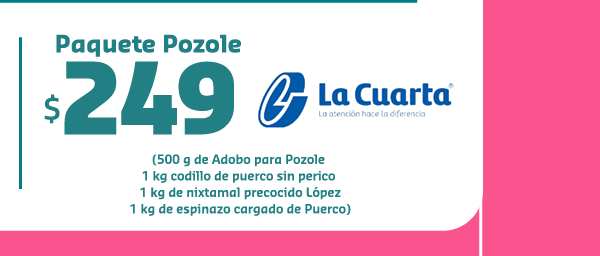 Paquete Pozole
$249
La Cuarta®
La atención hace la diferencia
(500 g de Adobo para Pozole
1 kg codillo de puerco sin perico
1 kg de nixtamal precocido López
1 kg de espinazo cargado de Puerco)